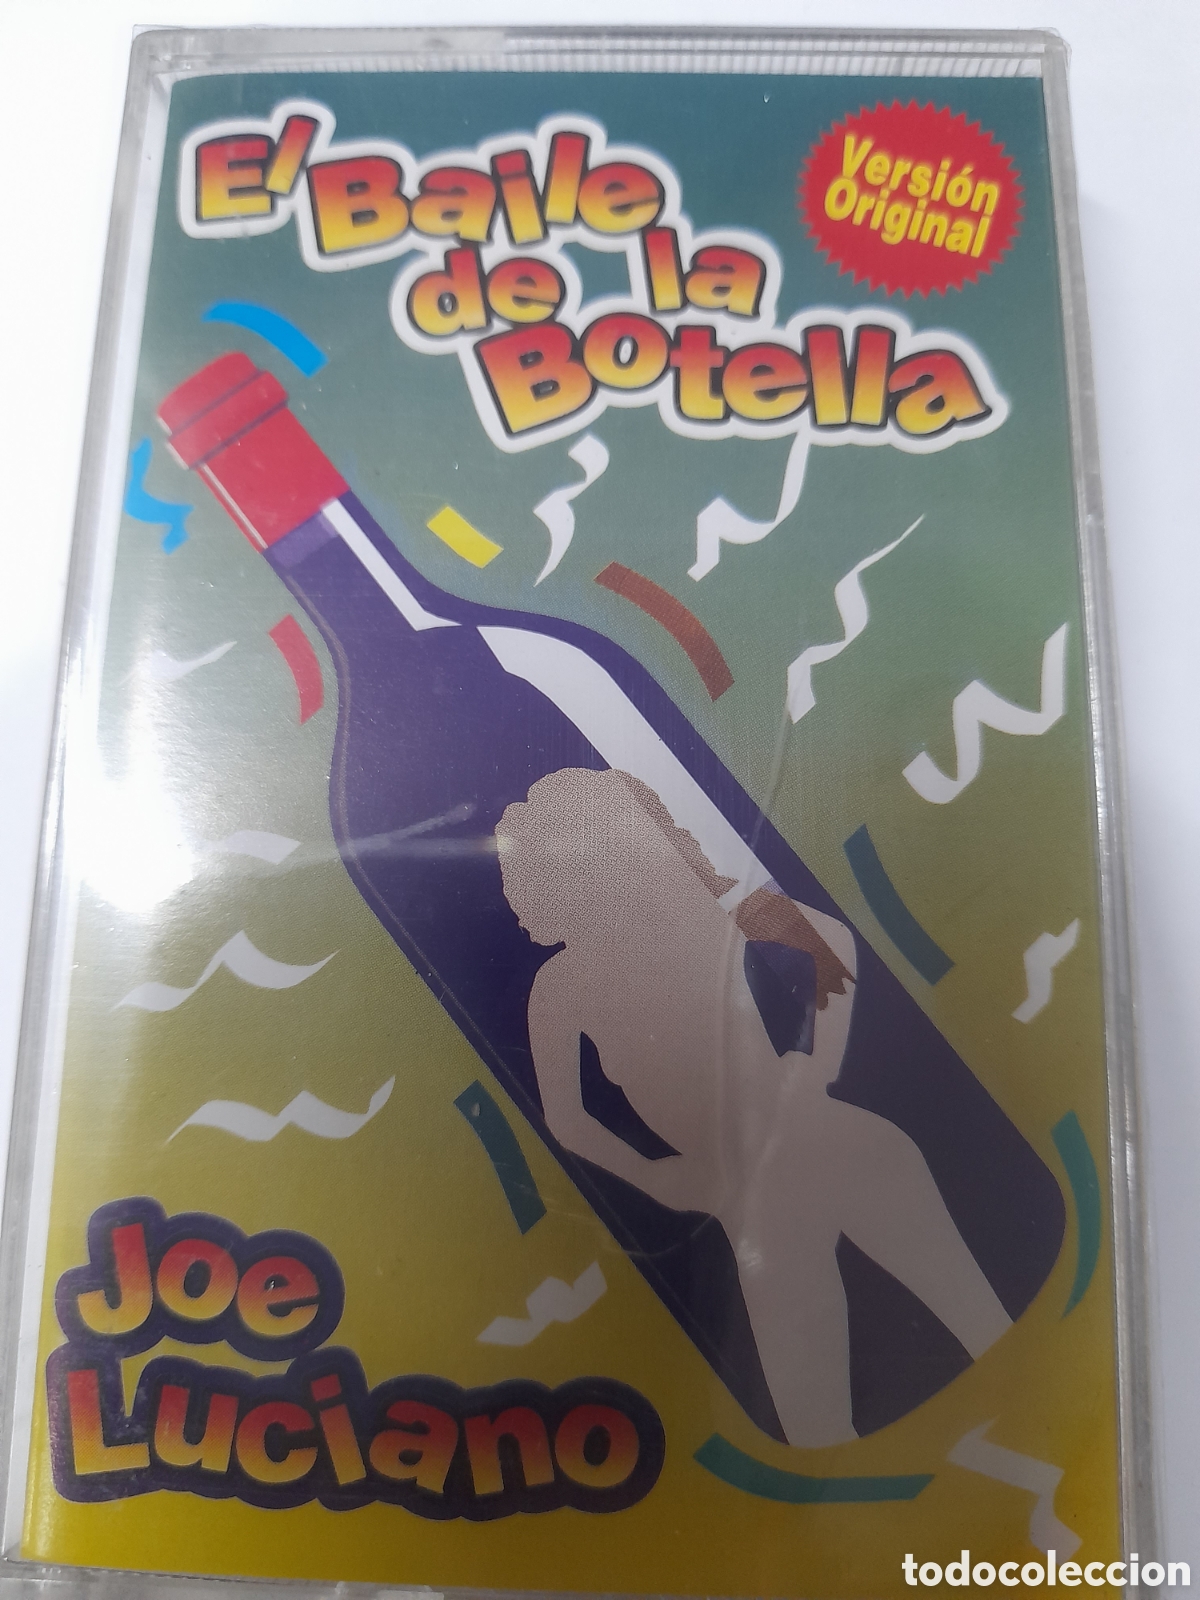 El Baile
de la
Botella
Versión
Original
Joe
Luciano
todocoleccion